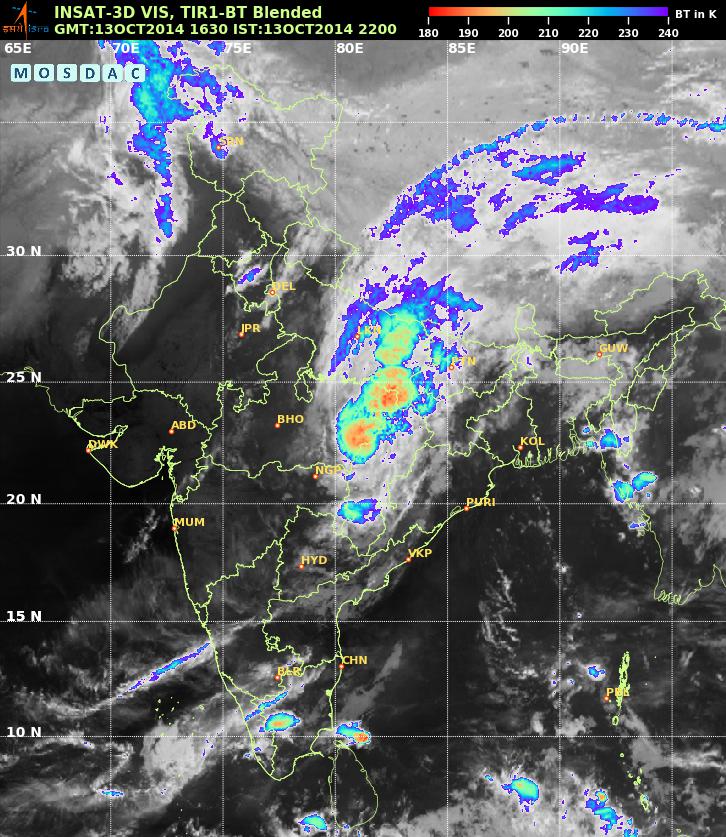 INSAT-3D VIS, TIR1-BT Blended
GMT:13OCT2014 1630 IST:13OCT2014 2200
BT in K
180 190 200 210 220 230 240
65E 70E 75E 80E 85E 90E
MOSDAC
SRN
30 N
DEL
JPR
LK
PTN
GUW
25 N
ABD
BHO
DWK
KOL
NGP
20 N
PURI
MUM
HYD
VKP
15 N
BLR
CHN
PBL
10 N